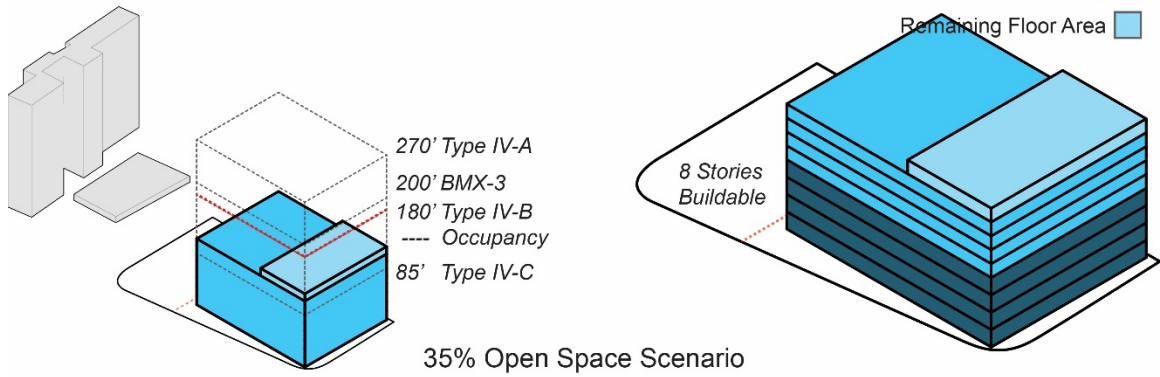 Remaining Floor Area
270' Type IV-A
200' BMX-3
180' Type IV-B
---- Occupancy
85' Type IV-C
8 Stories
Buildable
35% Open Space Scenario